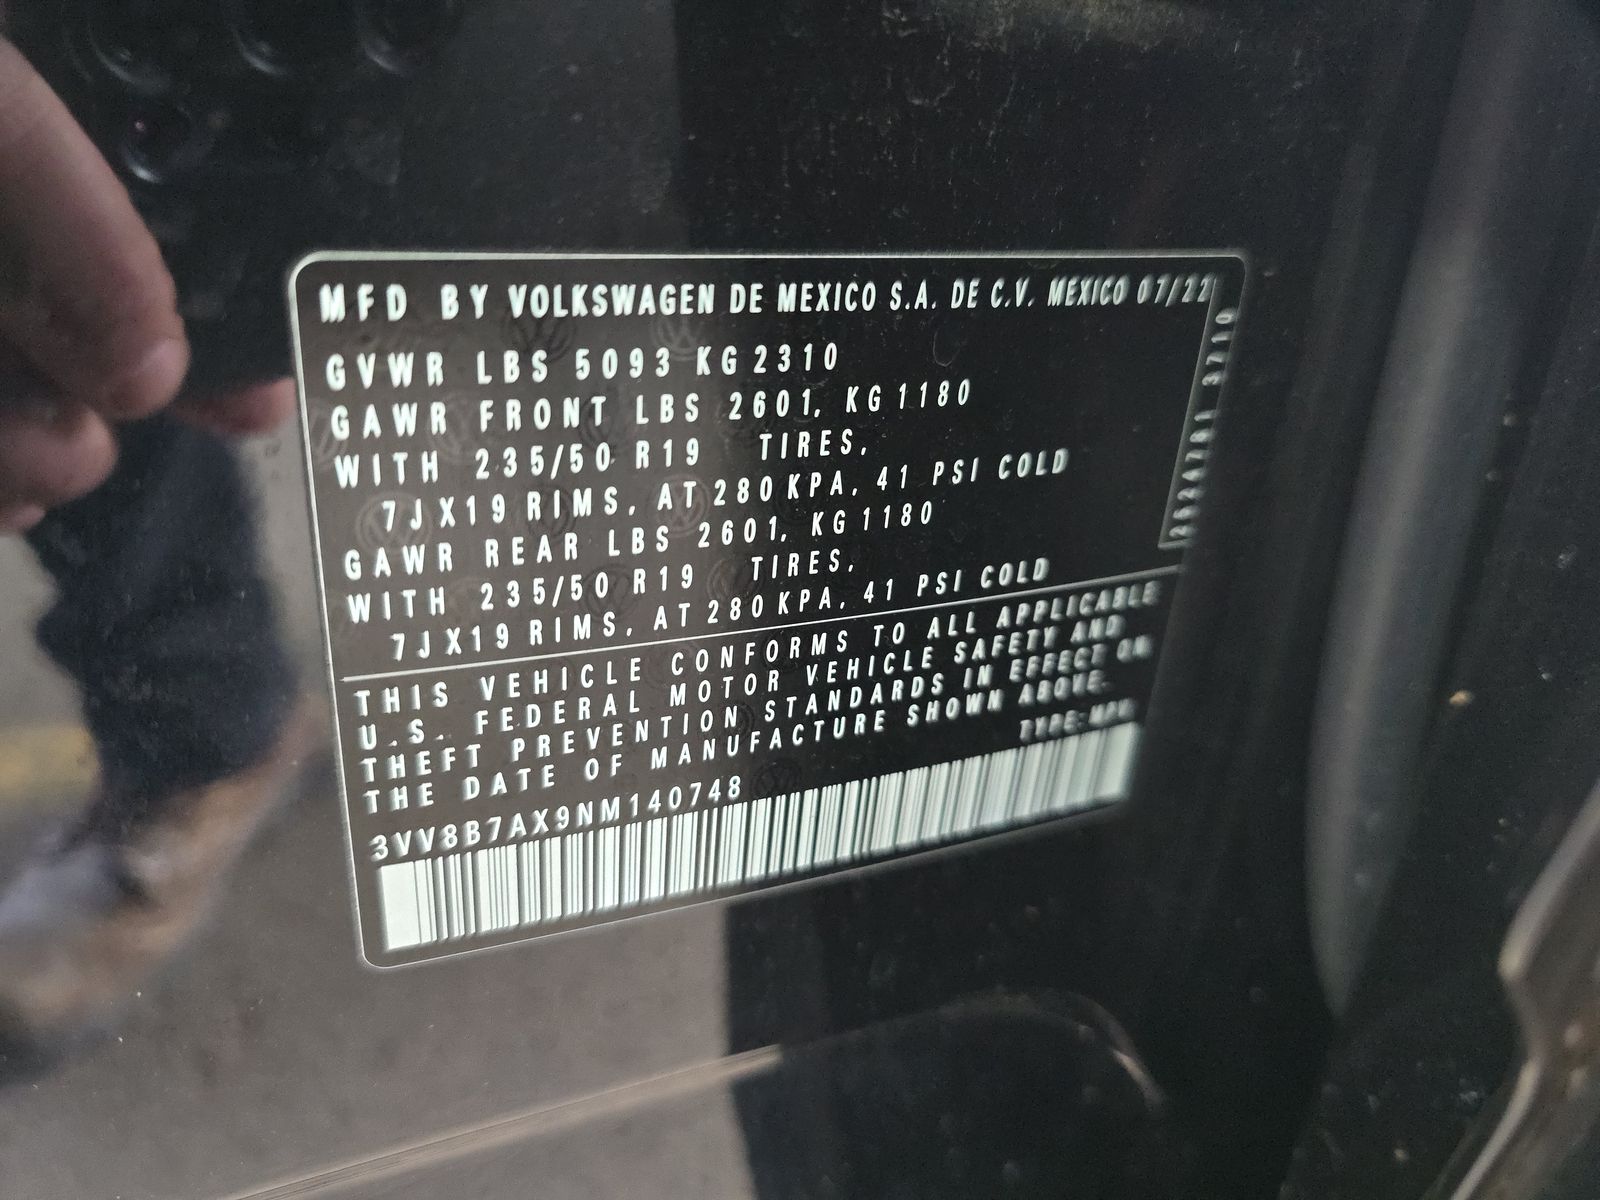 MFD BY VOLKSWAGEN DE MEXICO S.A. DE C.V. MEXICO 07/22
GVWR LBS 5093 KG 2310
GAWR FRONT LBS 2601, KG 1180
WITH 235/50 R19 TIRES,
7JX19 RIMS, AT 280 KPA, 41 PSI COLD
GAWR REAR LBS 2601, KG 1180
WITH 235/50 R19 TIRES,
7JX19 RIMS, AT 280 KPA, 41 PSI COLD
THIS VEHICLE CONFORMS TO ALL APPLICABLE
U.S. FEDERAL MOTOR VEHICLE SAFETY AND
THEFT PREVENTION STANDARDS IN EFFECT ON
THE DATE OF MANUFACTURE SHOWN ABOVE.
TYPE: MPV
3VV8B7AX9NM140748